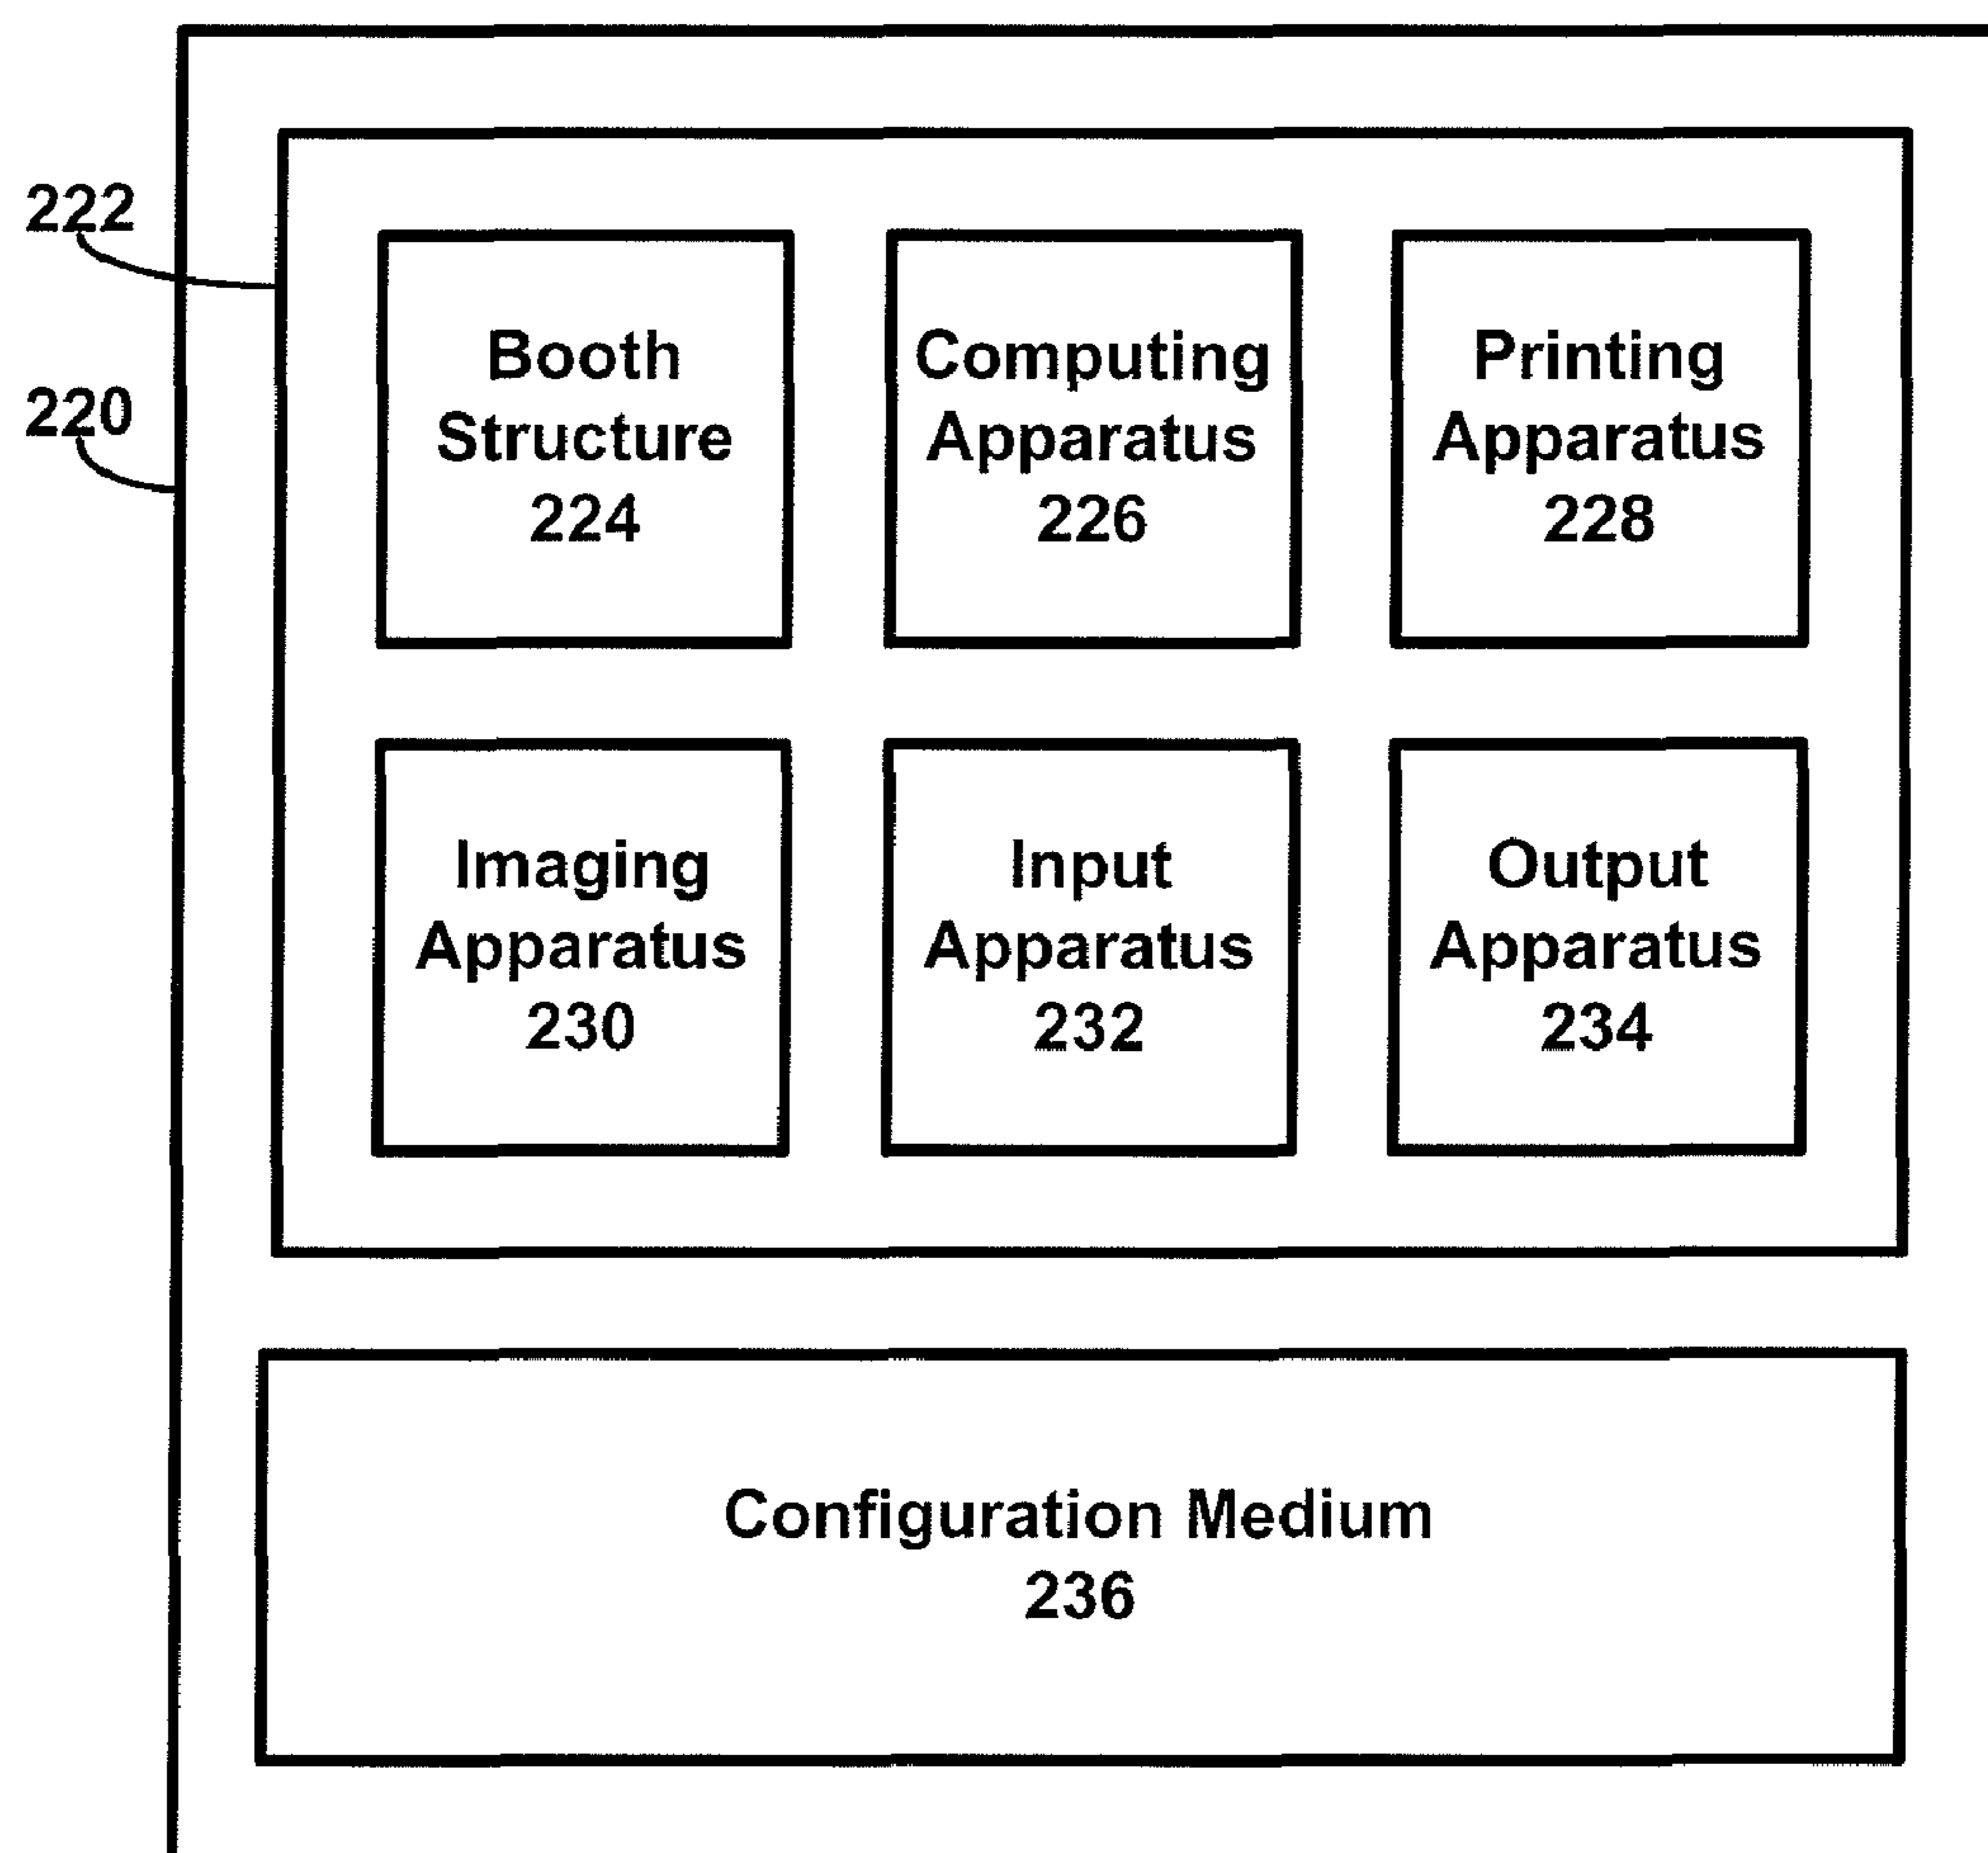 222
220
Booth
Structure
224
Computing
Apparatus
226
Printing
Apparatus
228
Imaging
Apparatus
230
Input
Apparatus
232
Output
Apparatus
234
Configuration Medium
236